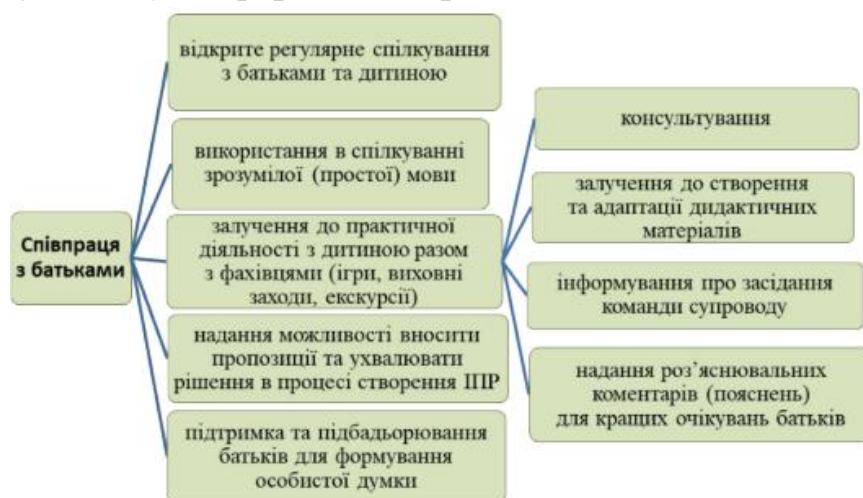 Співпраця
з батьками
відкрите регулярне спілкування
з батьками та дитиною
використання в спілкуванні
зрозумілої (простої) мови
залучення до практичної
діяльності з дитиною разом
з фахівцями (ігри, виховні
заходи, екскурсії)
надання можливості вносити
пропозиції та ухвалювати
рішення в процесі створення ІПР
підтримка та підбадьорювання
батьків для формування
особистої думки
консультування
залучення до створення
та адаптації дидактичних
матеріалів
інформування про засідання
команди супроводу
надання роз’яснювальних
коментарів (пояснень)
для кращих очікувань батьків